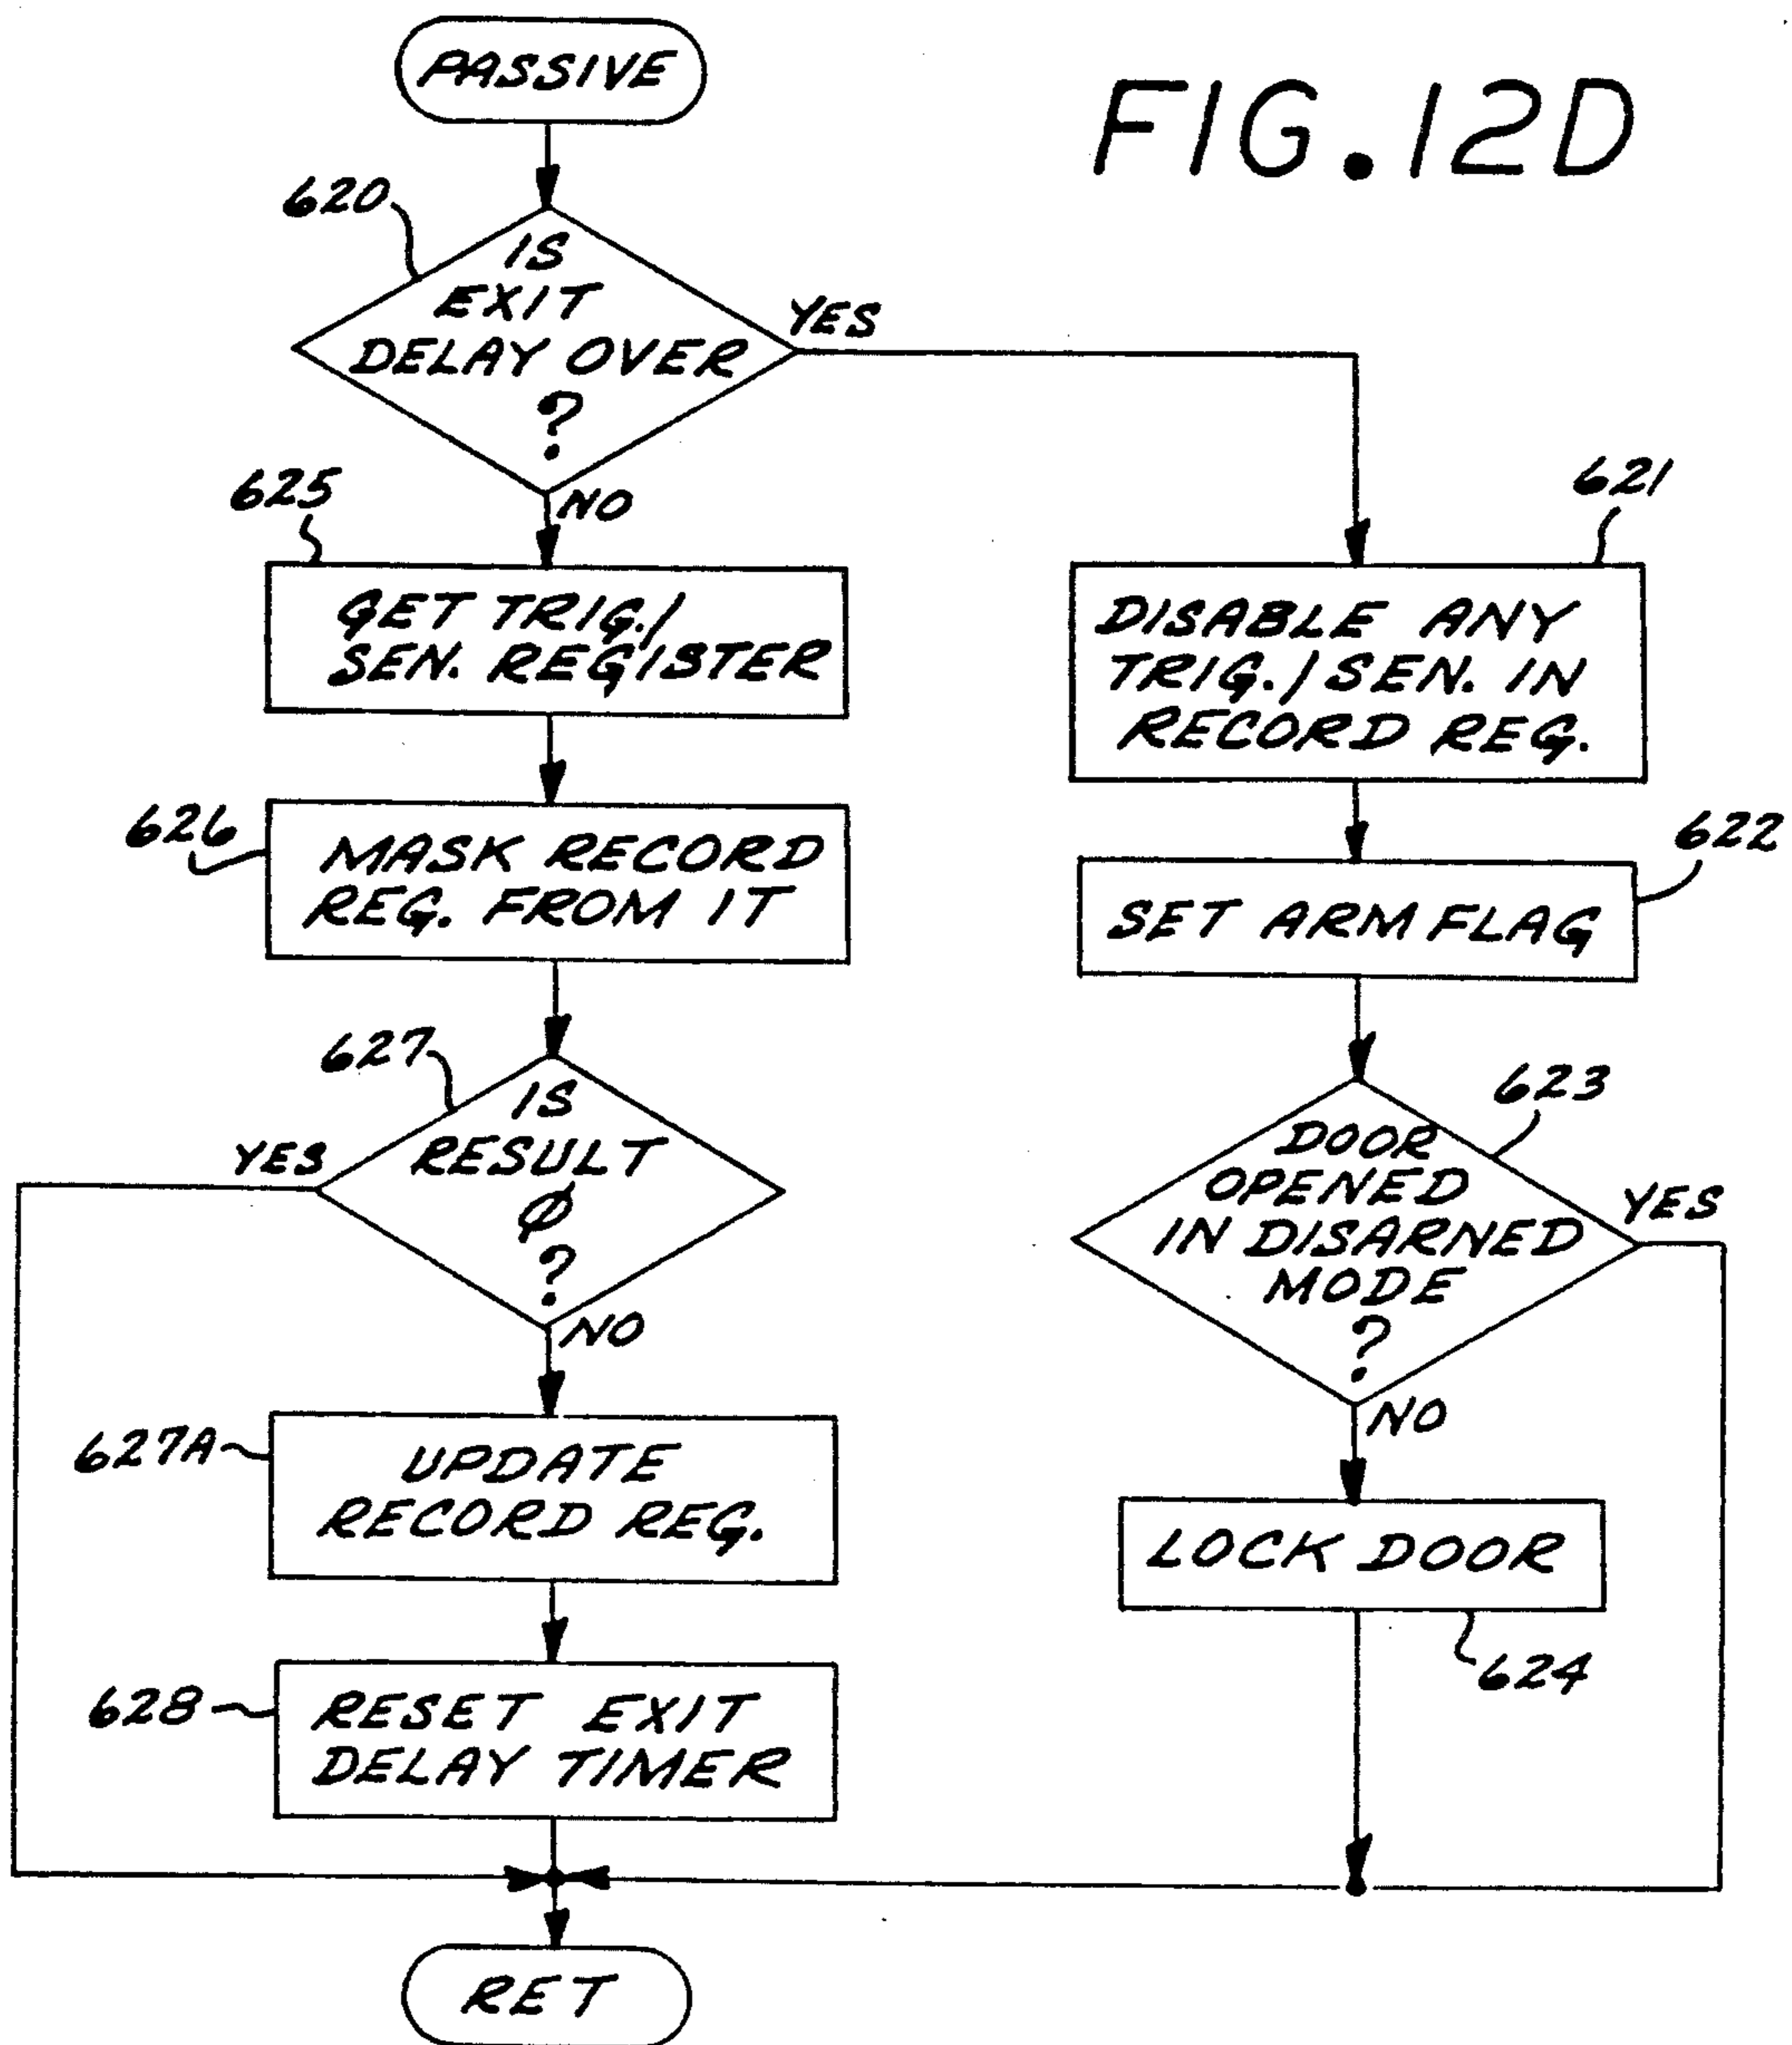 PASSIVE
FIG. 12D
620
IS
EXIT
DELAY OVER
?
YES
NO
625
GET TRIG./
SEN. REGISTER
621
DISABLE ANY
TRIG./SEN. IN
RECORD REG.
626
MASK RECORD
REG. FROM IT
622
SET ARM FLAG
627
IS
RESULT
Ø
?
YES
NO
623
DOOR
OPENED
IN DISARNED
MODE
?
YES
NO
627A
UPDATE
RECORD REG.
LOCK DOOR
624
628
RESET EXIT
DELAY TIMER
RET